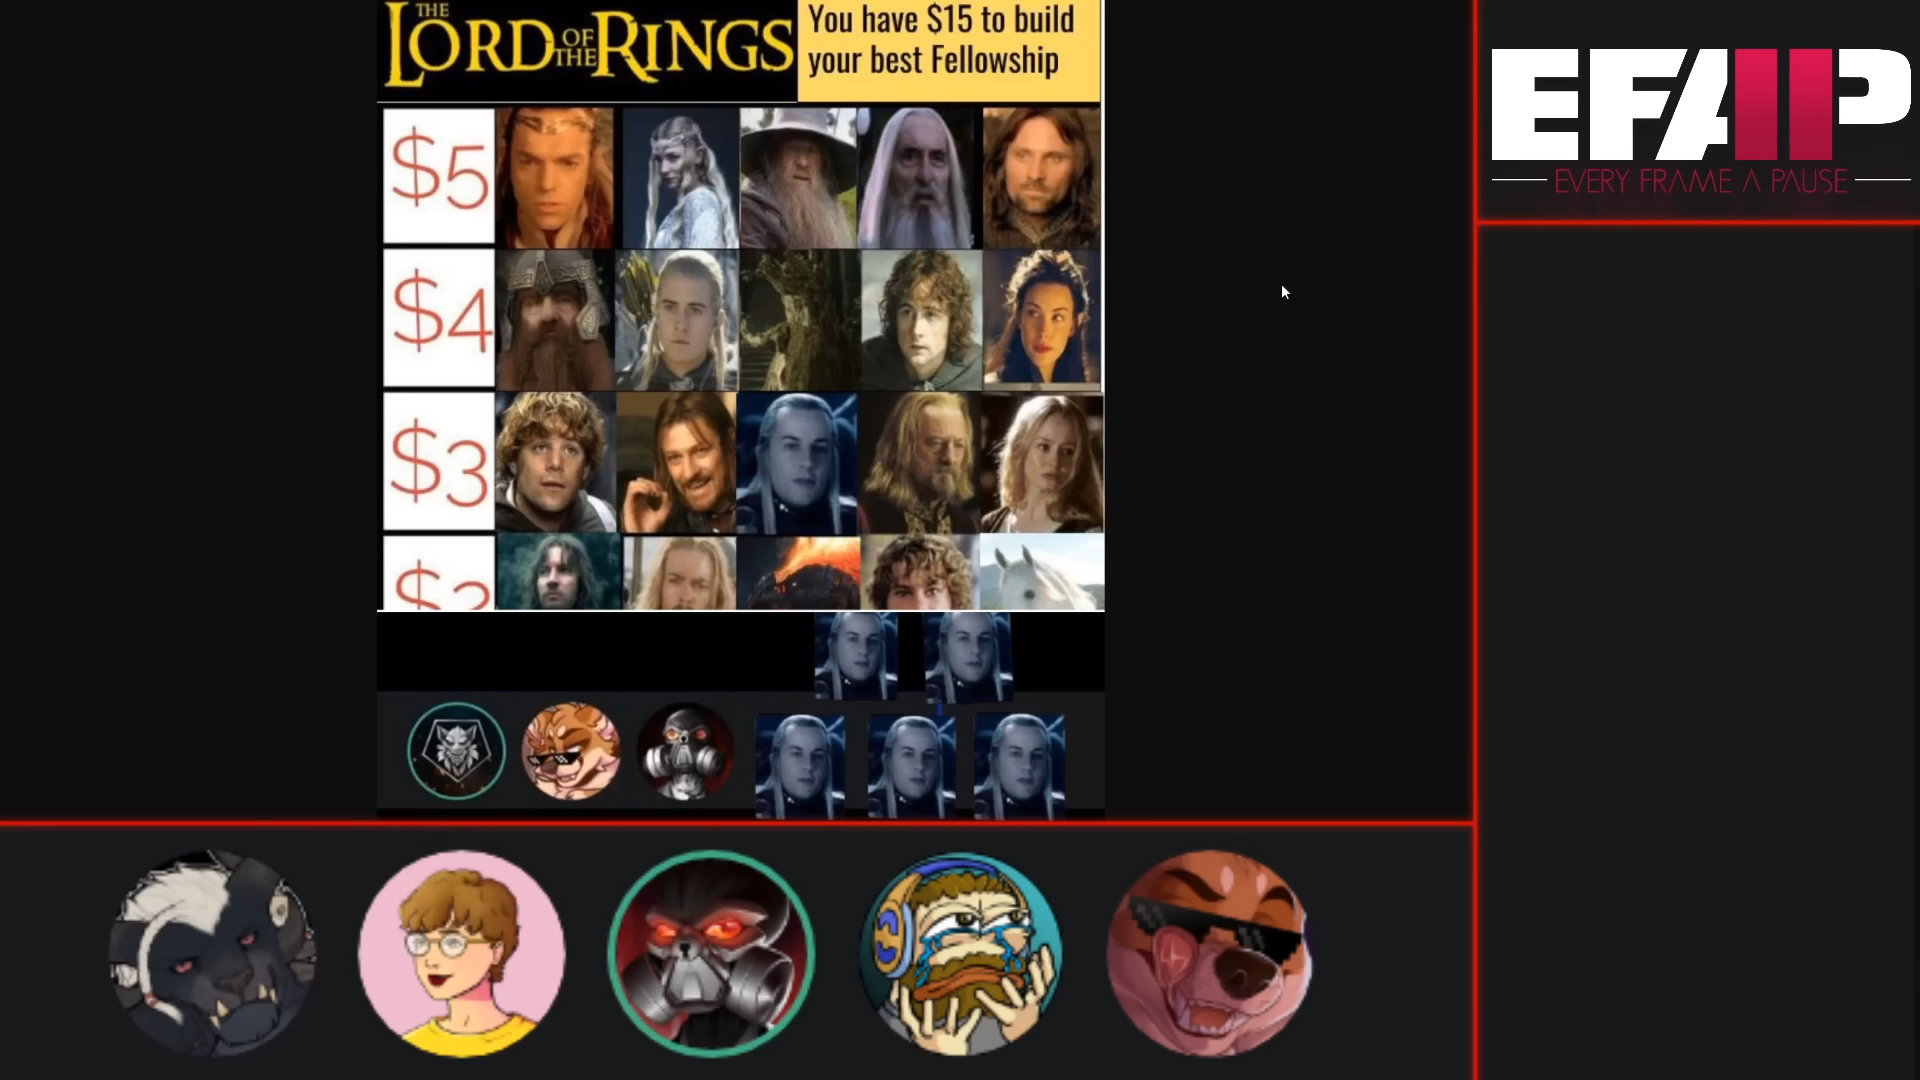 THE
LORD OF THE RINGS
You have $15 to build
your best Fellowship
$5
$4
$3
$2
EFAP
EVERY FRAME A PAUSE